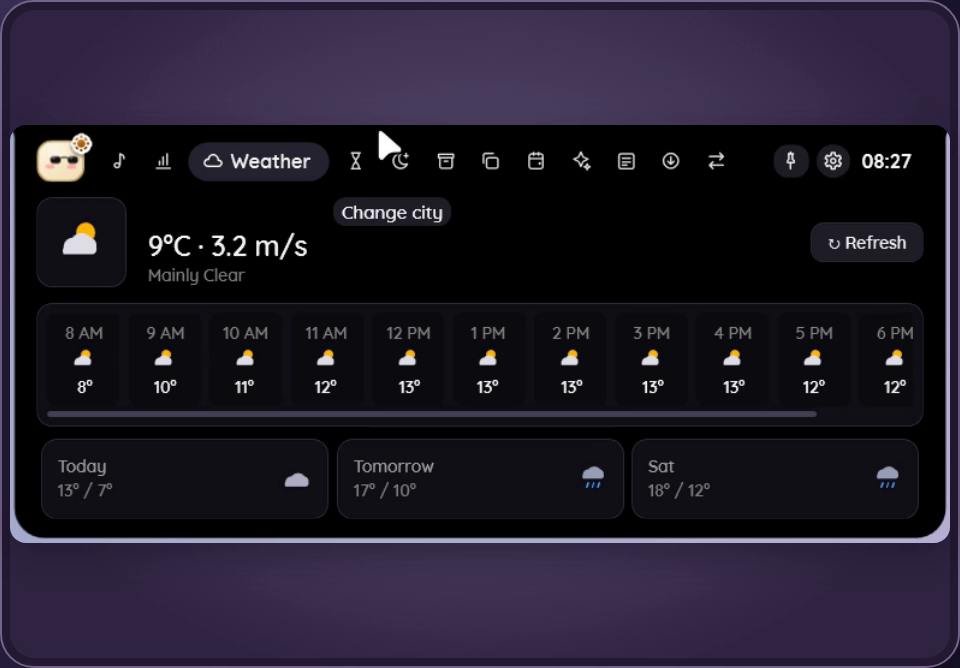 Weather
08:27
Change city
9°C · 3.2 m/s
Mainly Clear
↻ Refresh
8 AM 9 AM 10 AM 11 AM 12 PM 1 PM 2 PM 3 PM 4 PM 5 PM 6 PM
8° 10° 11° 12° 13° 13° 13° 13° 13° 12° 12°
Today
13° / 7°
Tomorrow
17° / 10°
Sat
18° / 12°